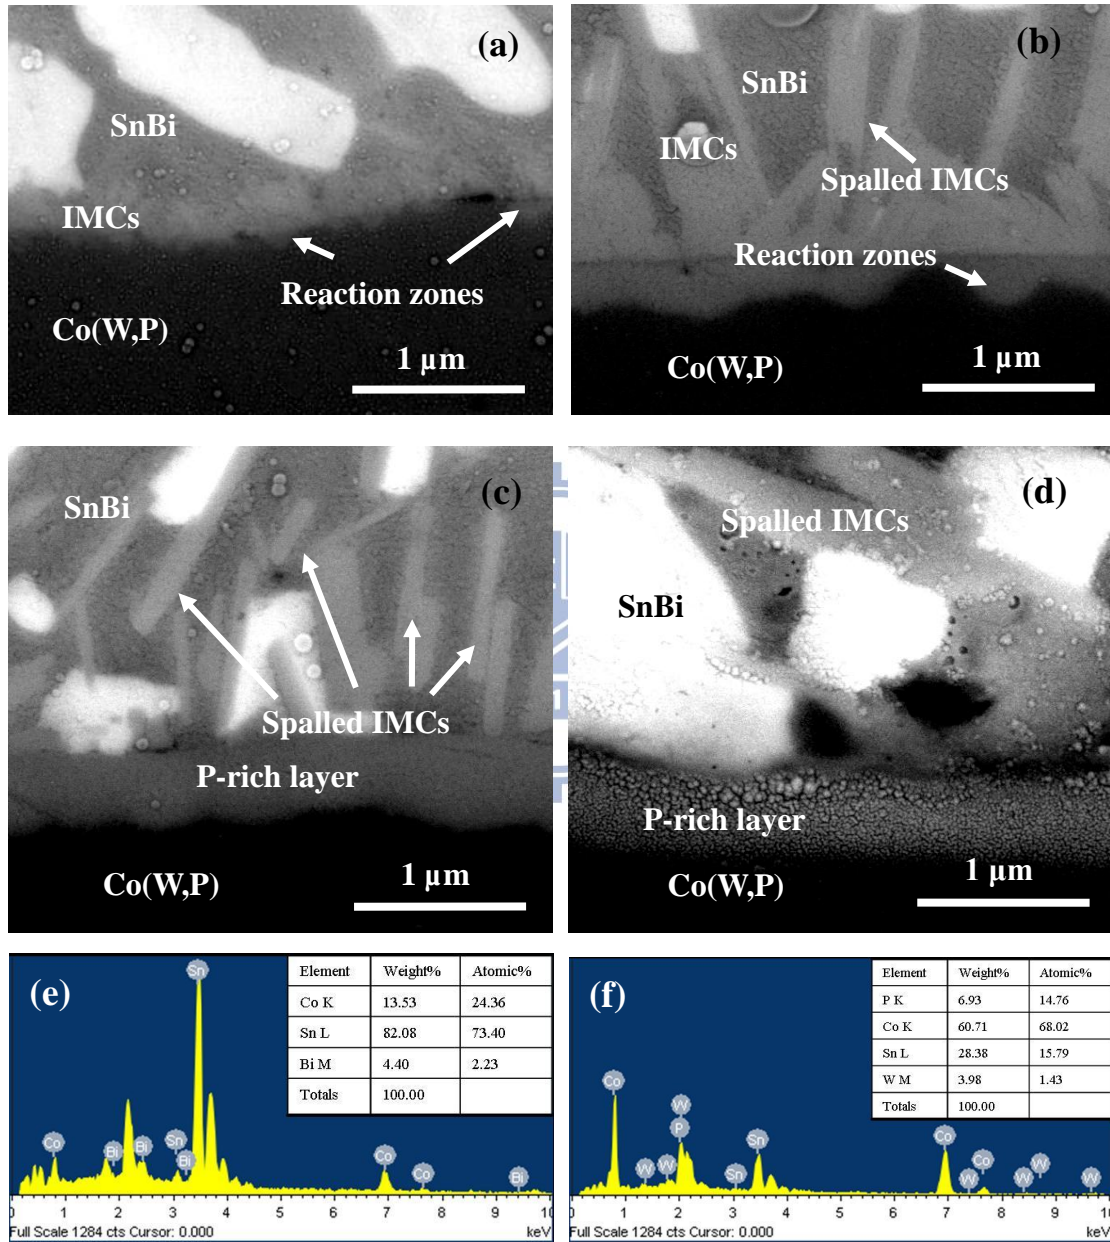 (a)
SnBi
IMCs
Reaction zones
Co(W,P)
1 μm
(b)
SnBi
IMCs
Spalled IMCs
Reaction zones
Co(W,P)
1 μm
(c)
SnBi
Spalled IMCs
P-rich layer
Co(W,P)
1 μm
(d)
Spalled IMCs
SnBi
P-rich layer
Co(W,P)
1 μm
(e)
Element Weight% Atomic%
Co K 13.53 24.36
Sn L 82.08 73.40
Bi M 4.40 2.23
Totals 100.00
Sn
Co Bi Bi Sn Bi Co Co Bi
0 1 2 3 4 5 6 7 8 9 10
Full Scale 1284 cts Cursor: 0.000 keV
(f)
Element Weight% Atomic%
P K 6.93 14.76
Co K 60.71 68.02
Sn L 28.38 15.79
W M 3.98 1.43
Totals 100.00
Co W W W P Sn Sn Co W Co W W W
0 1 2 3 4 5 6 7 8 9 10
Full Scale 1284 cts Cursor: 0.000 keV